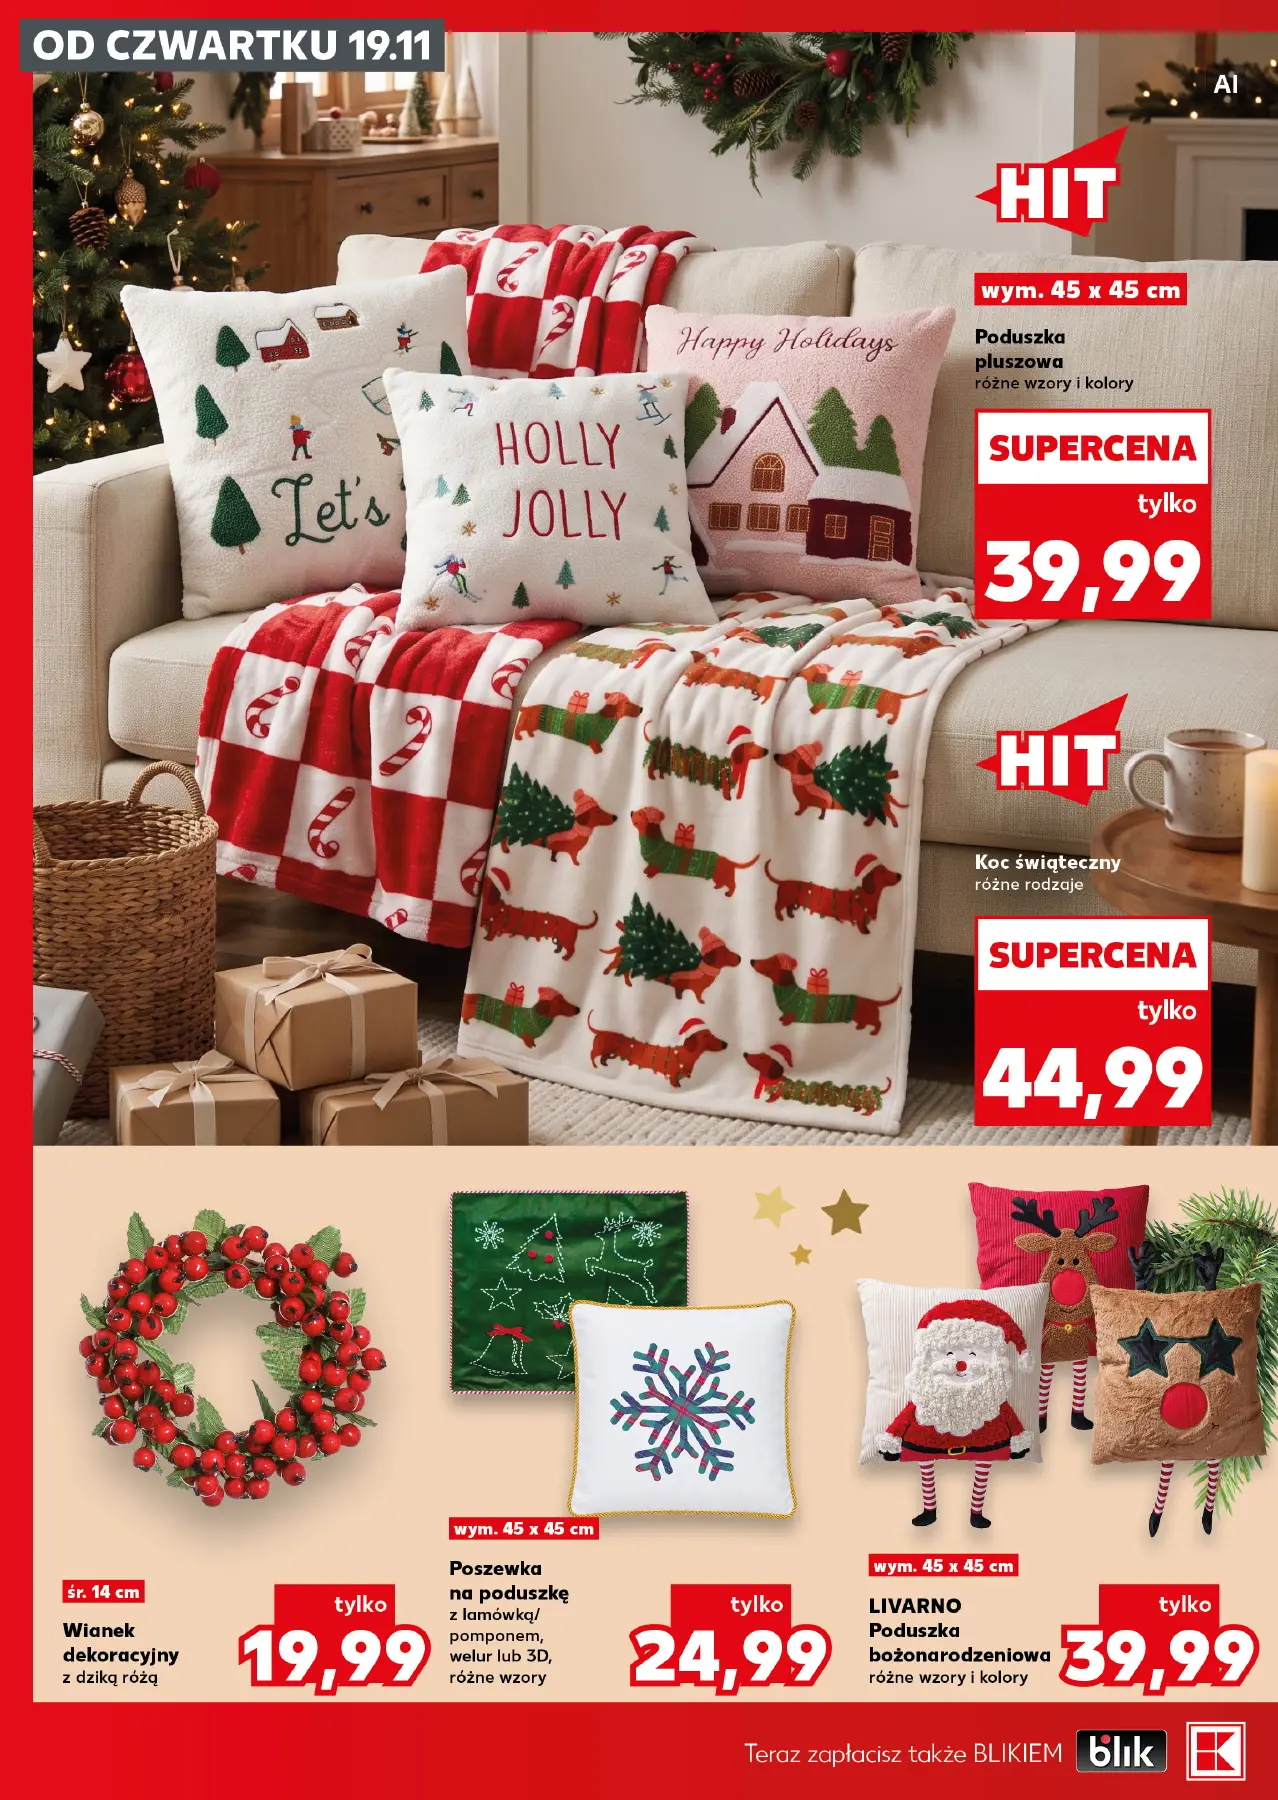 OD CZWARTKU 19.11
AI
HIT
wym. 45 x 45 cm
Poduszka
pluszowa
różne wzory i kolory
SUPERCENA
tylko
39,99
Happy Holidays
Let's
HOLLY
JOLLY
HIT
Koc świąteczny
różne rodzaje
SUPERCENA
tylko
44,99
śr. 14 cm
Wianek
dekoracyjny
z dziką różą
tylko
19,99
wym. 45 x 45 cm
Poszewka
na poduszkę
z lamówką/
pomponem,
welur lub 3D,
różne wzory
tylko
24,99
wym. 45 x 45 cm
LIVARNO
Poduszka
bożonarodzeniowa
różne wzory i kolory
tylko
39,99
Teraz zapłacisz także BLIKIEM
blik